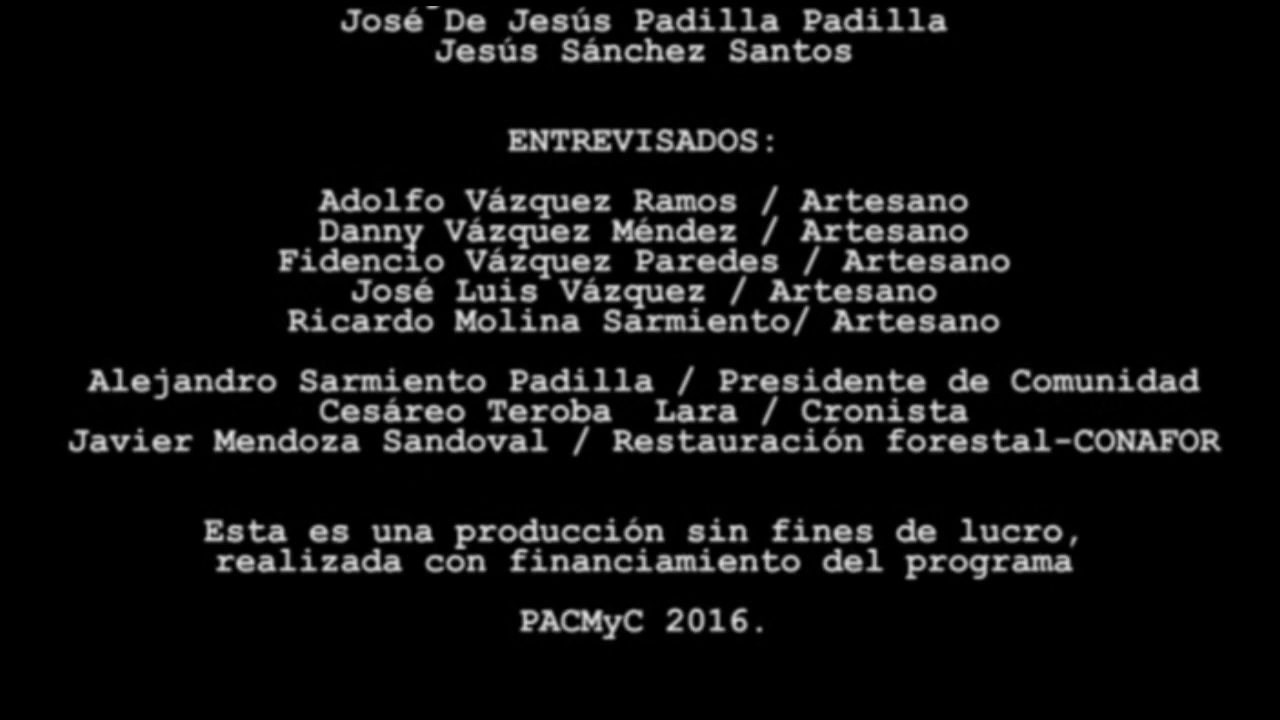 José De Jesús Padilla Padilla
Jesús Sánchez Santos
ENTREVISADOS:
Adolfo Vázquez Ramos / Artesano
Danny Vázquez Méndez / Artesano
Fidencio Vázquez Paredes / Artesano
José Luis Vázquez / Artesano
Ricardo Molina Sarmiento/ Artesano
Alejandro Sarmiento Padilla / Presidente de Comunidad
Cesáreo Teroba  Lara / Cronista
Javier Mendoza Sandoval / Restauración forestal-CONAFOR
Esta es una producción sin fines de lucro,
realizada con financiamiento del programa
PACMyC 2016.